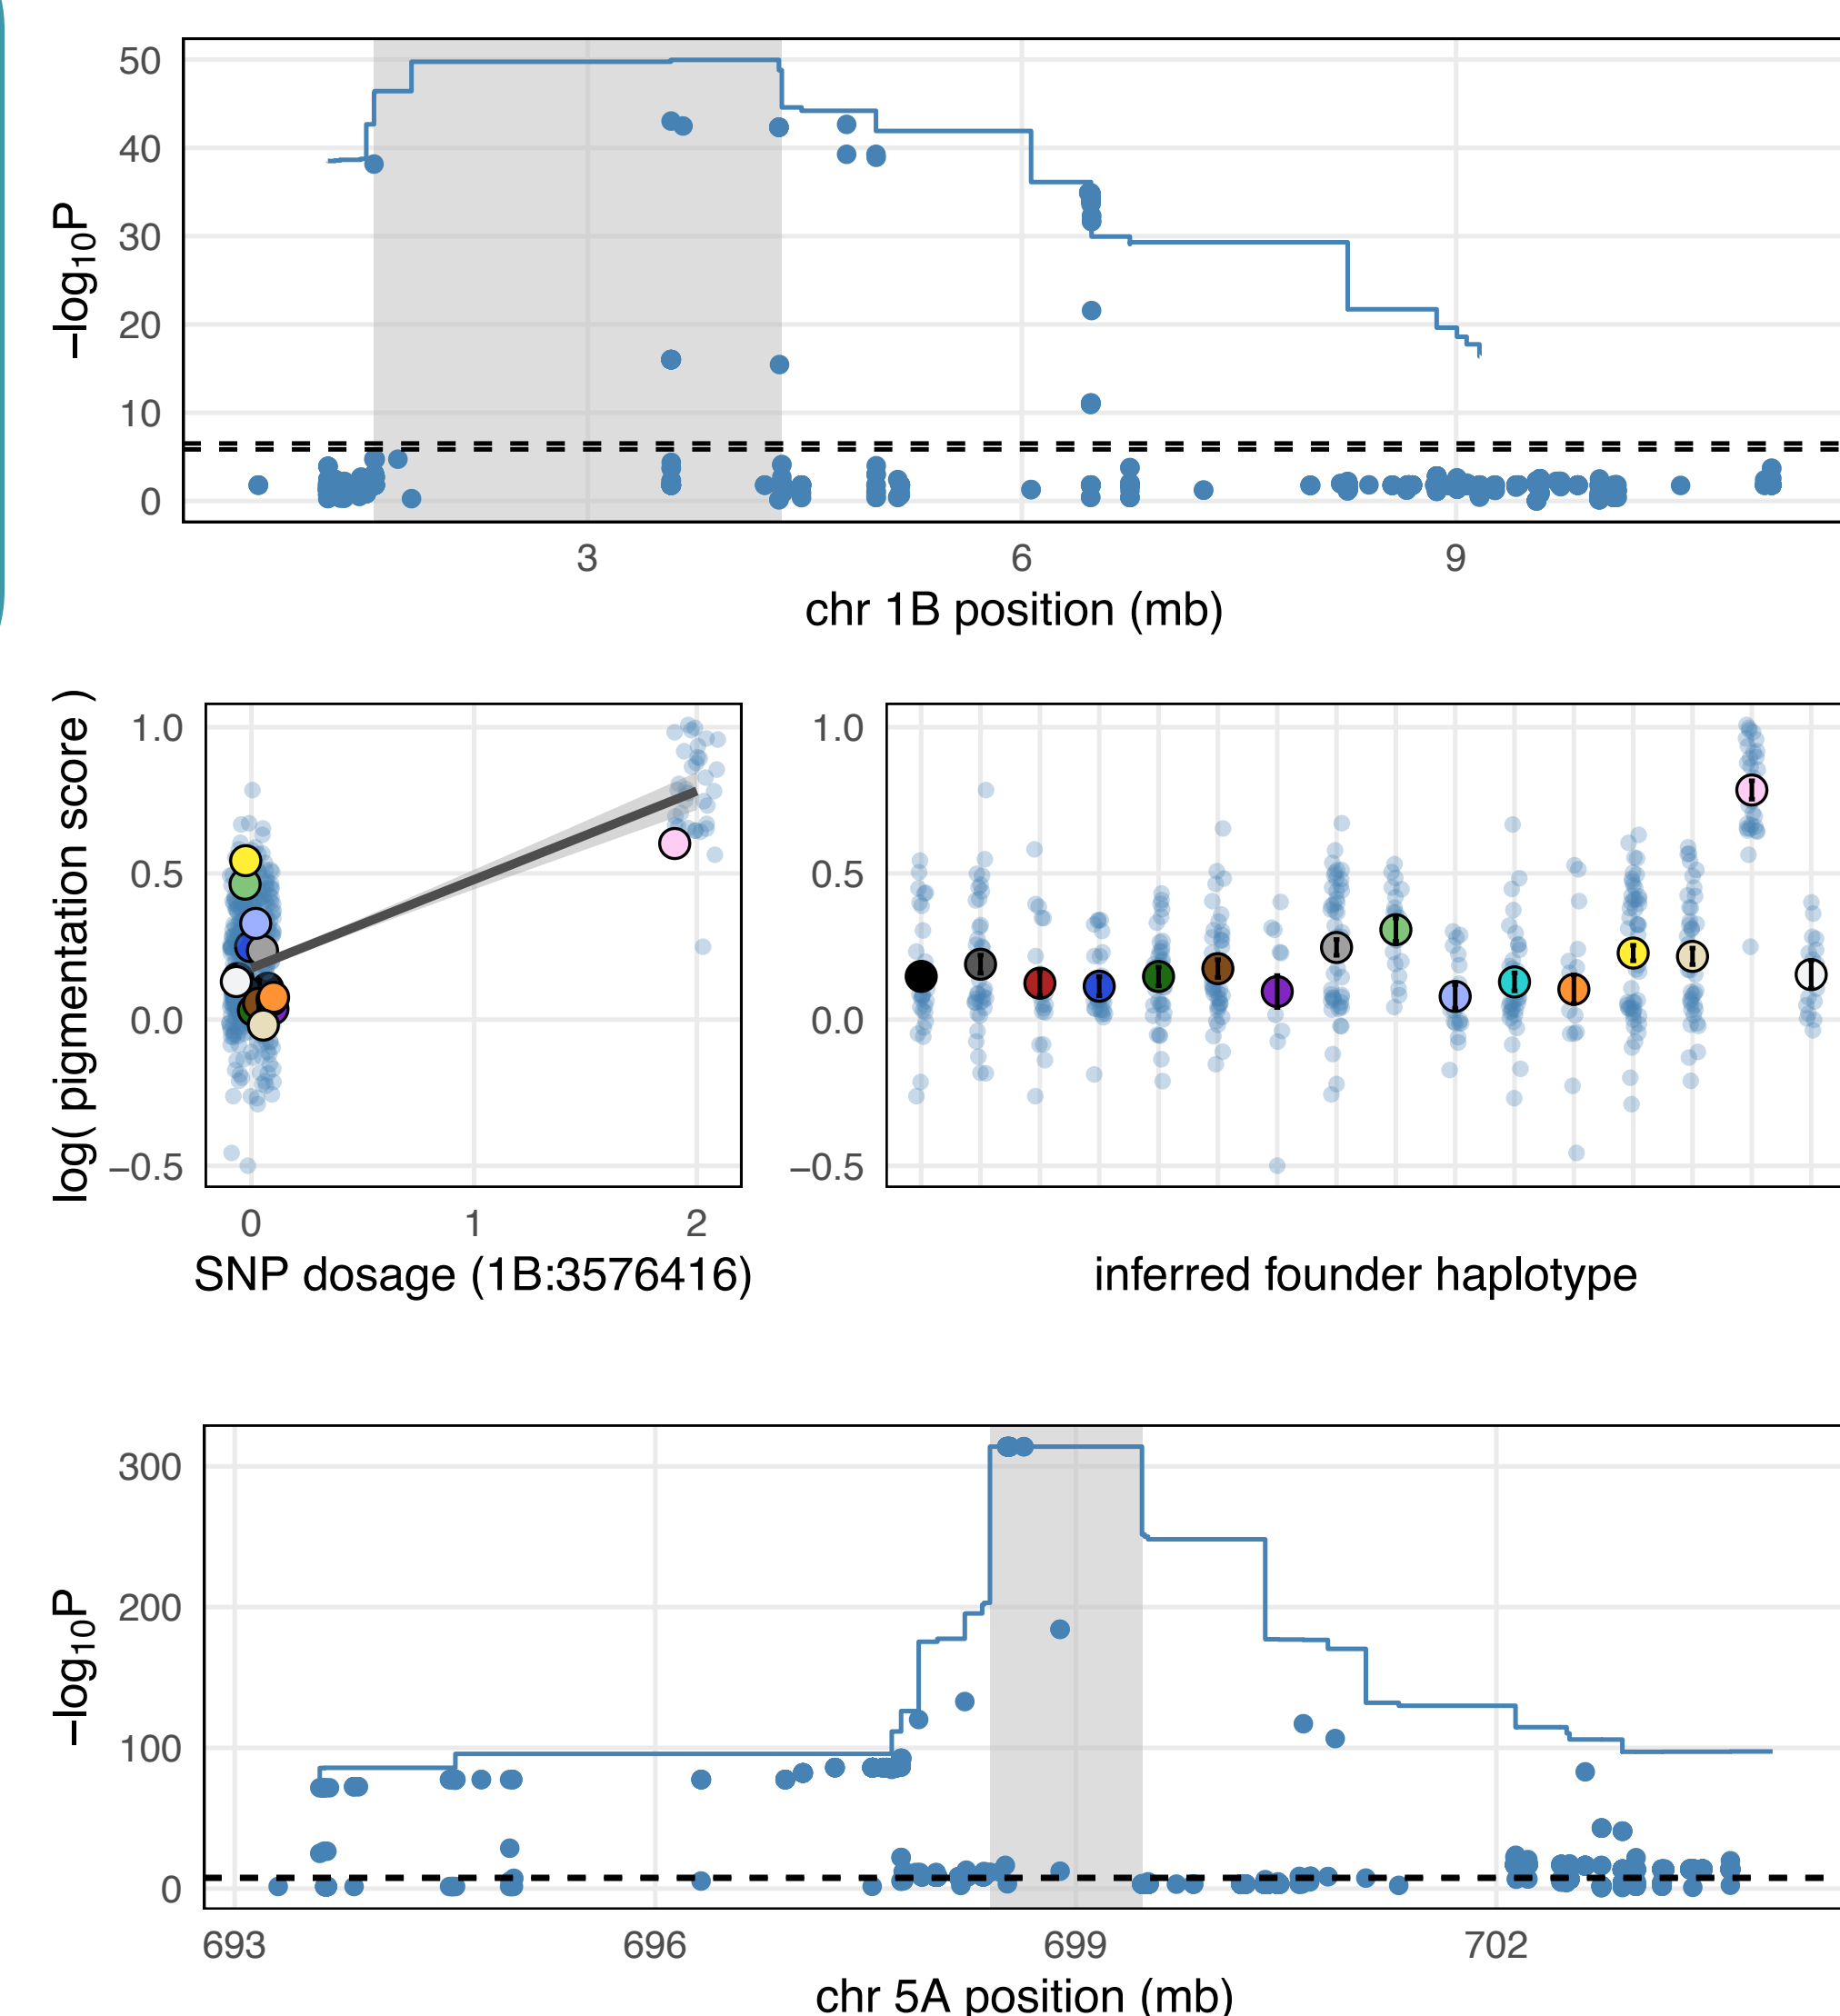 50
40
30
20
10
0
−log10P
3 6 9
chr 1B position (mb)
log( pigmentation score )
1.0
0.5
0.0
−0.5
0 1 2
SNP dosage (1B:3576416)
1.0
0.5
0.0
−0.5
inferred founder haplotype
300
200
100
0
−log10P
693 696 699 702
chr 5A position (mb)